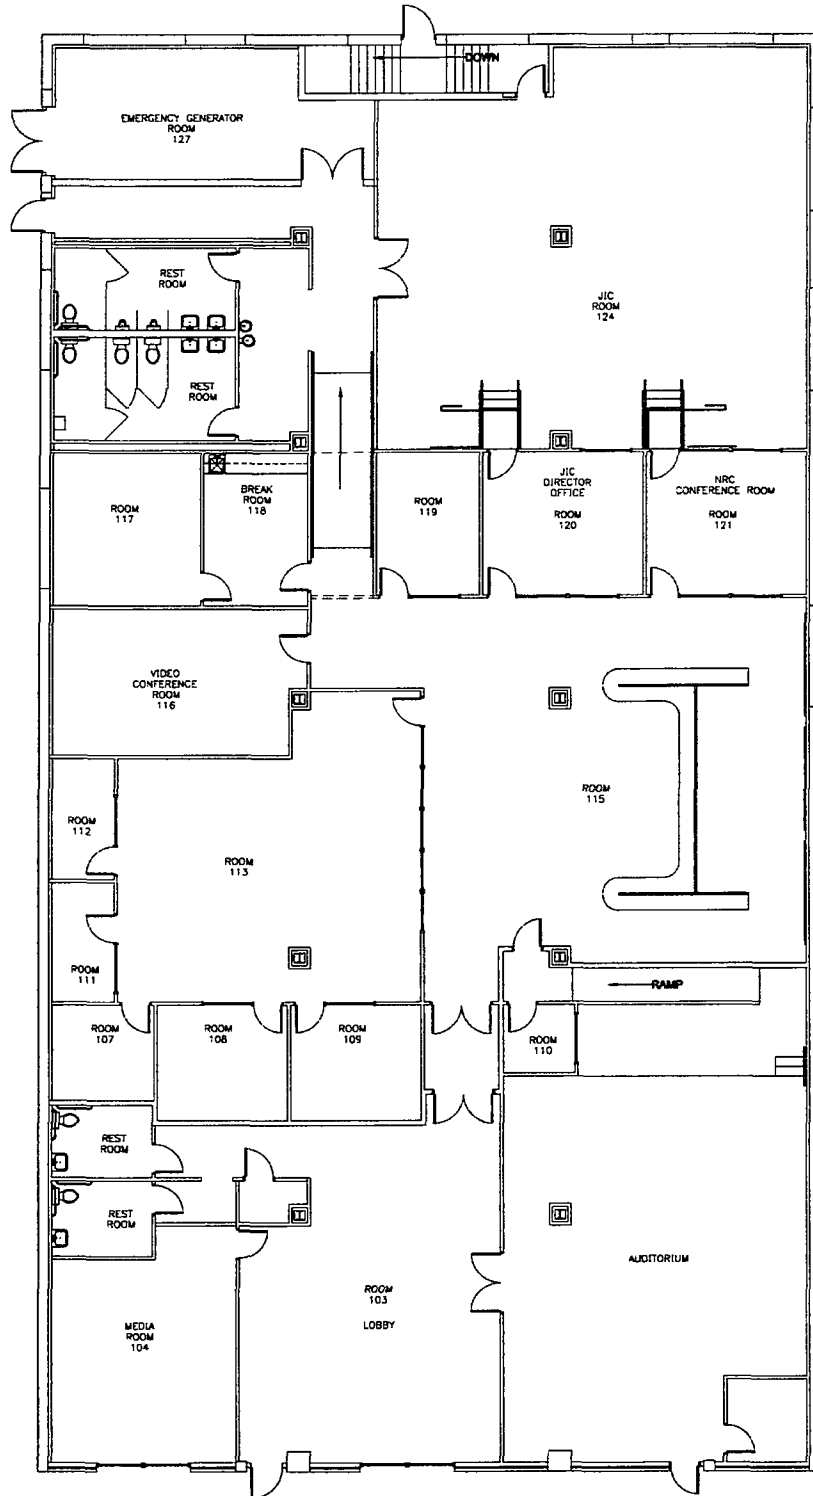 DOWN
EMERGENCY GENERATOR
ROOM
127
REST
ROOM
JIC
ROOM
124
REST
ROOM
ROOM
117
BREAK
ROOM
118
ROOM
119
JIC
DIRECTOR
OFFICE
ROOM
120
NRC
CONFERENCE ROOM
ROOM
121
VIDEO
CONFERENCE
ROOM
116
ROOM
115
ROOM
112
ROOM
113
ROOM
111
RAMP
ROOM
107
ROOM
108
ROOM
109
ROOM
110
REST
ROOM
REST
ROOM
AUDITORIUM
ROOM
103
LOBBY
MEDIA
ROOM
104